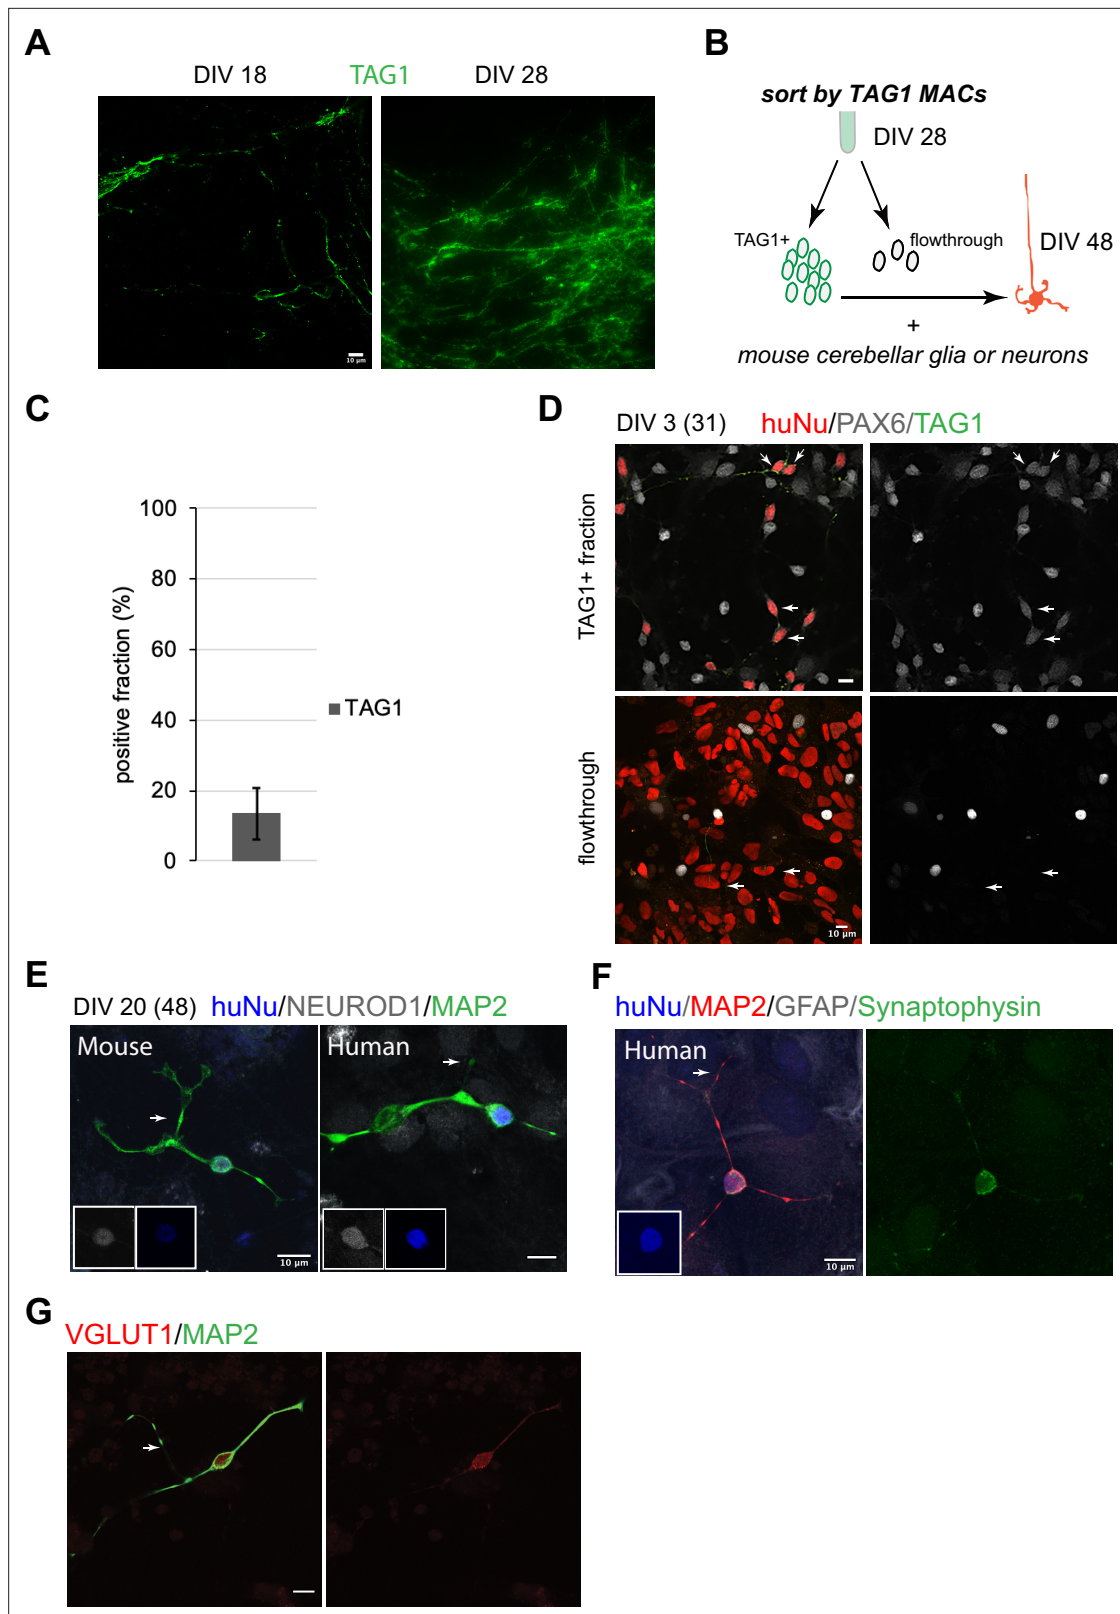 A
DIV 18 TAG1 DIV 28
10 µm
B
sort by TAG1 MACs
DIV 28
TAG1+
flowthrough
DIV 48
+
mouse cerebellar glia or neurons
C
positive fraction (%)
100
80
60
40
20
0
TAG1
D
DIV 3 (31) huNu/PAX6/TAG1
TAG1+ fraction
flowthrough
10 µm
E
DIV 20 (48) huNu/NEUROD1/MAP2
Mouse
10 µm
Human
F
huNu/MAP2/GFAP/Synaptophysin
Human
10 µm
G
VGLUT1/MAP2